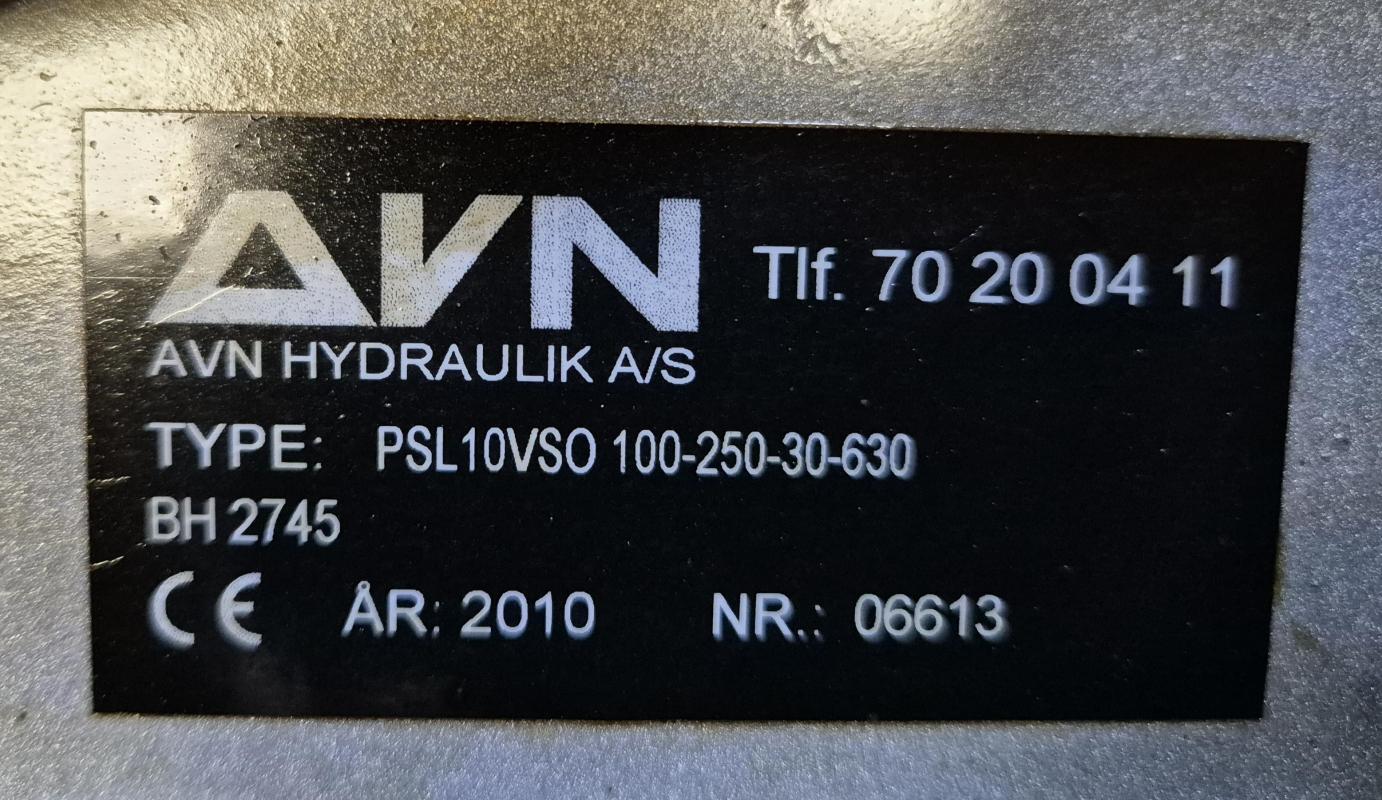 AVN
Tlf. 70 20 04 11
AVN HYDRAULIK A/S
TYPE: PSL10VSO 100-250-30-630
BH 2745
CE ÅR: 2010 NR.: 06613